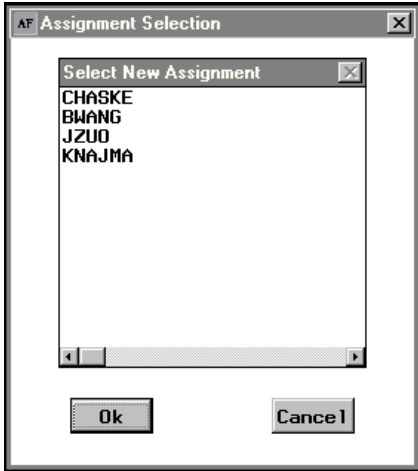 AF Assignment Selection
Select New Assignment
CHASKE
BWANG
JZUO
KNAJMA
Ok Cancel